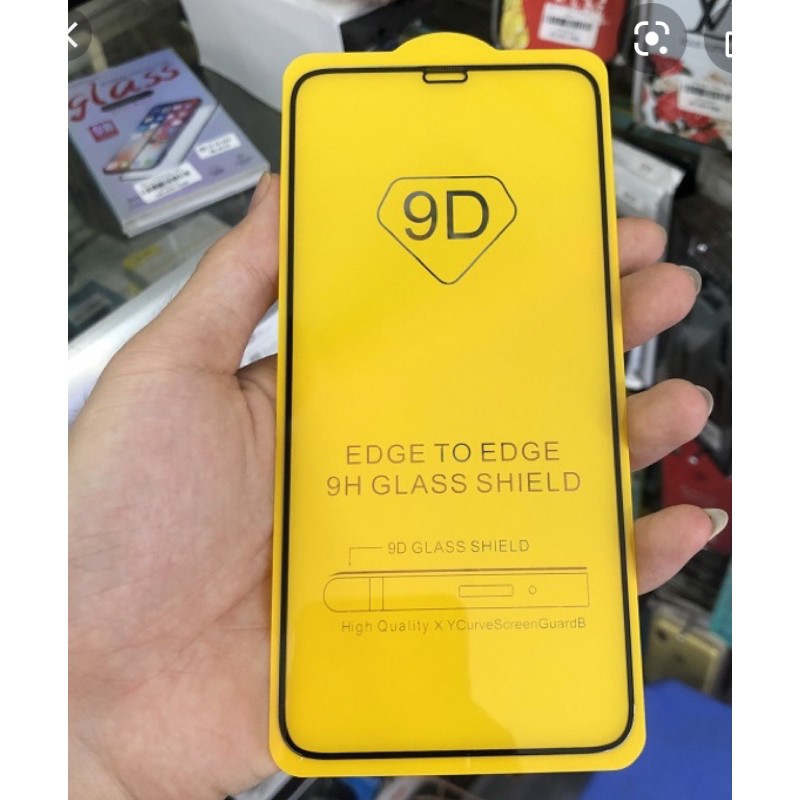 glass
9D
EDGE TO EDGE
9H GLASS SHIELD
9D GLASS SHIELD
High Quality X YCurveScreenGuardB